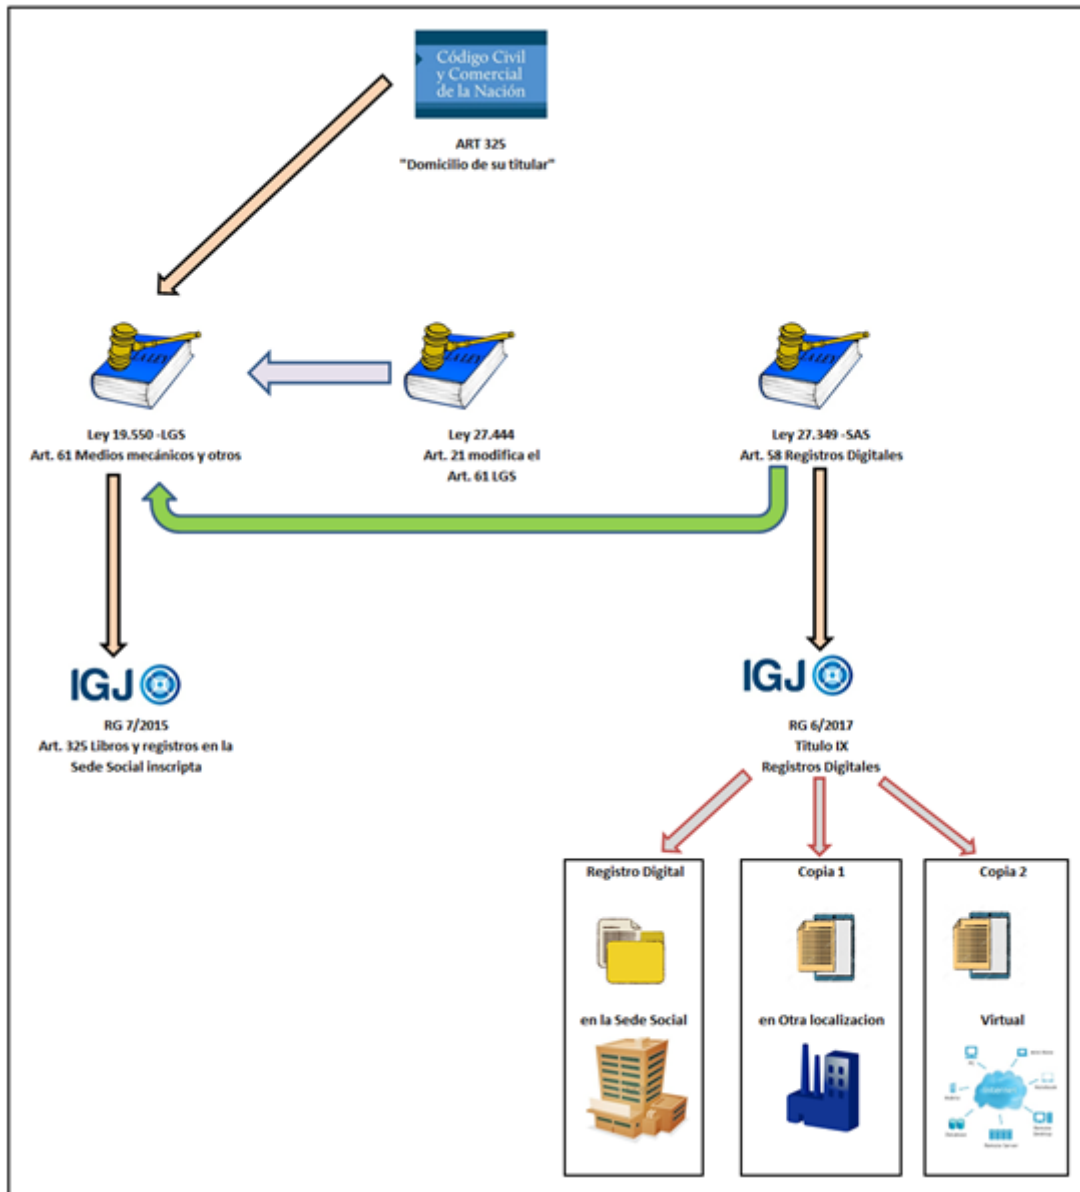 Código Civil
y Comercial
de la Nación
ART 325
"Domicilio de su titular"
Ley 19.550 -LGS
Art. 61 Medios mecánicos y otros
Ley 27.444
Art. 21 modifica el
Art. 61 LGS
Ley 27.349 -SAS
Art. 58 Registros Digitales
IGJ
RG 7/2015
Art. 325 Libros y registros en la
Sede Social inscripta
IGJ
RG 6/2017
Titulo IX
Registros Digitales
Registro Digital
en la Sede Social
Copia 1
en Otra localizacion
Copia 2
Virtual
PC
Remote Server